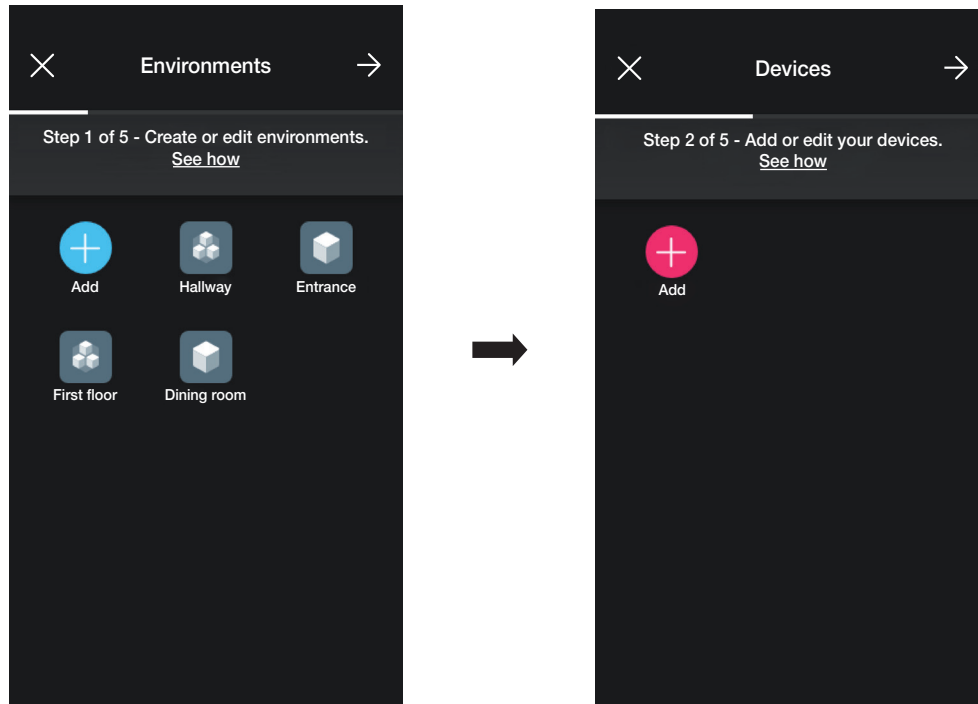 Environments
Step 1 of 5 - Create or edit environments.
See how
Add
Hallway
Entrance
First floor
Dining room
Devices
Step 2 of 5 - Add or edit your devices.
See how
Add